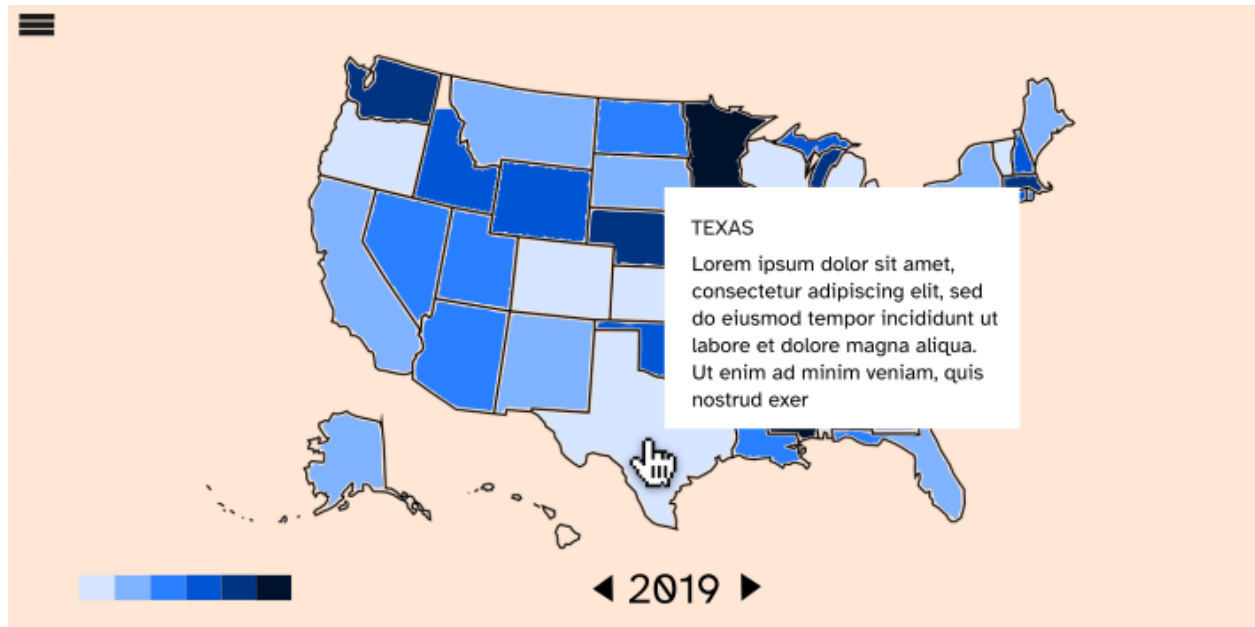 TEXAS
Lorem ipsum dolor sit amet,
consectetur adipiscing elit, sed
do eiusmod tempor incididunt ut
labore et dolore magna aliqua.
Ut enim ad minim veniam, quis
nostrud exer
2019